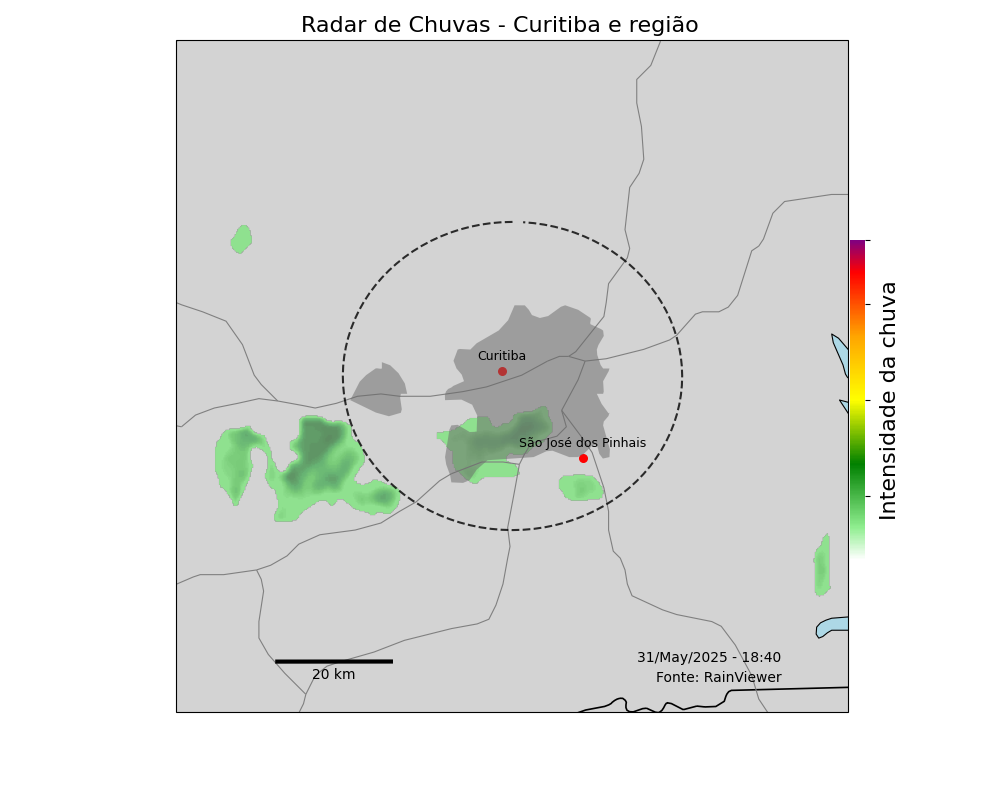 Radar de Chuvas - Curitiba e região
Curitiba
São José dos Pinhais
Intensidade da chuva
20 km
31/May/2025 - 18:40
Fonte: RainViewer